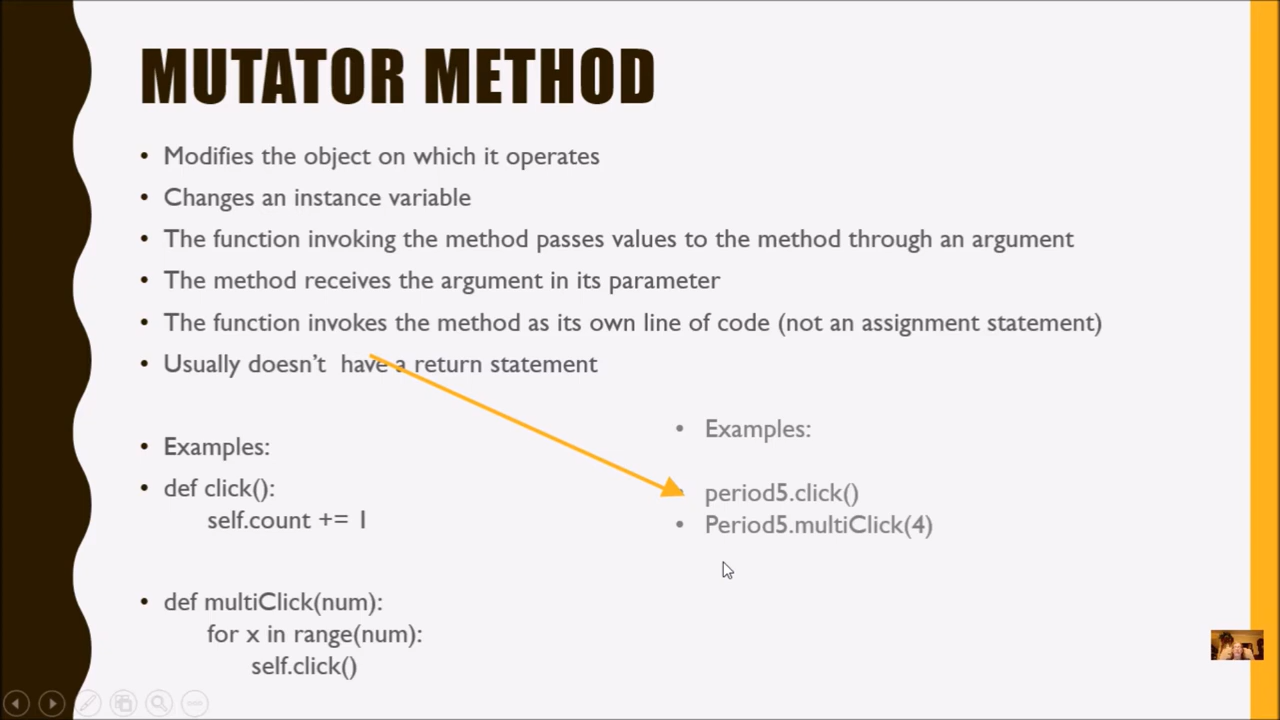 MUTATOR METHOD
• Modifies the object on which it operates
• Changes an instance variable
• The function invoking the method passes values to the method through an argument
• The method receives the argument in its parameter
• The function invokes the method as its own line of code (not an assignment statement)
• Usually doesn't have a return statement
• Examples:
• def click():
self.count += 1
• def multiClick(num):
for x in range(num):
self.click()
• Examples:
• period5.click()
• Period5.multiClick(4)